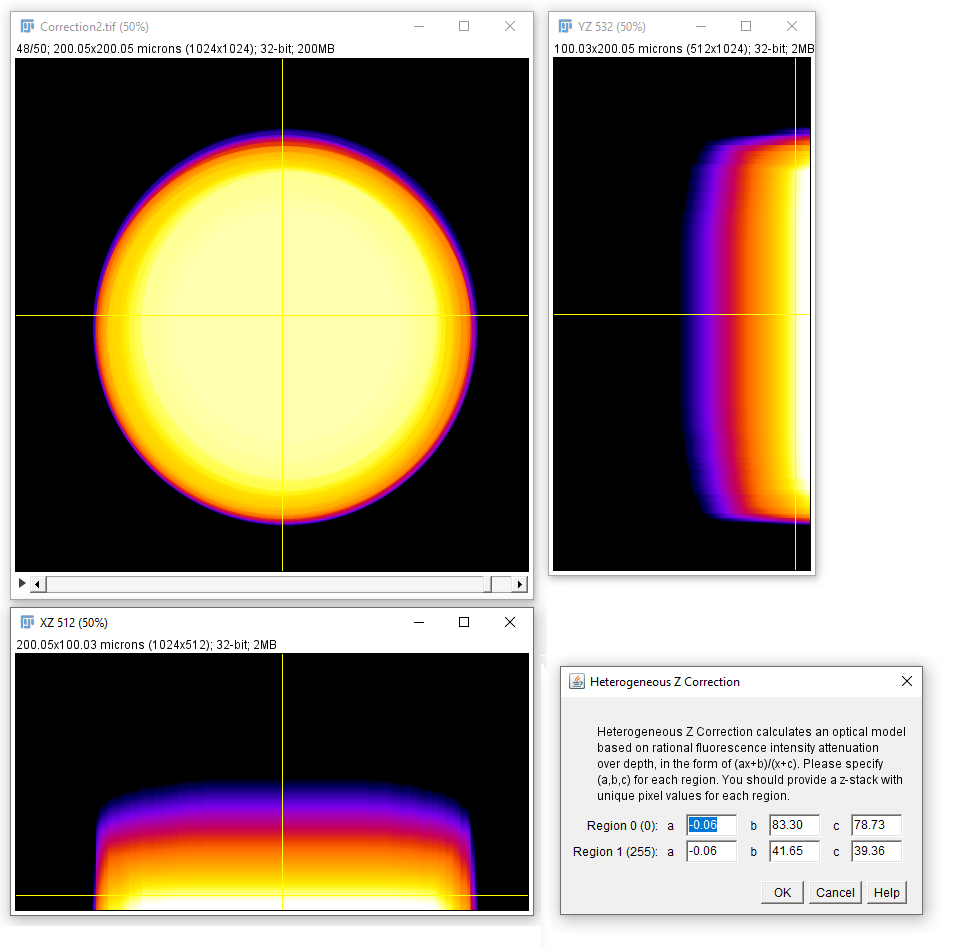 Correction2.tif (50%)
48/50; 200.05x200.05 microns (1024x1024); 32-bit; 200MB
YZ 532 (50%)
100.03x200.05 microns (512x1024); 32-bit; 2MB
XZ 512 (50%)
200.05x100.03 microns (1024x512); 32-bit; 2MB
Heterogeneous Z Correction
Heterogeneous Z Correction calculates an optical model
based on rational fluorescence intensity attenuation
over depth, in the form of (ax+b)/(x+c). Please specify
(a,b,c) for each region. You should provide a z-stack with
unique pixel values for each region.
Region 0 (0): a -0.06 b 83.30 c 78.73
Region 1 (255): a -0.06 b 41.65 c 39.36
OK Cancel Help